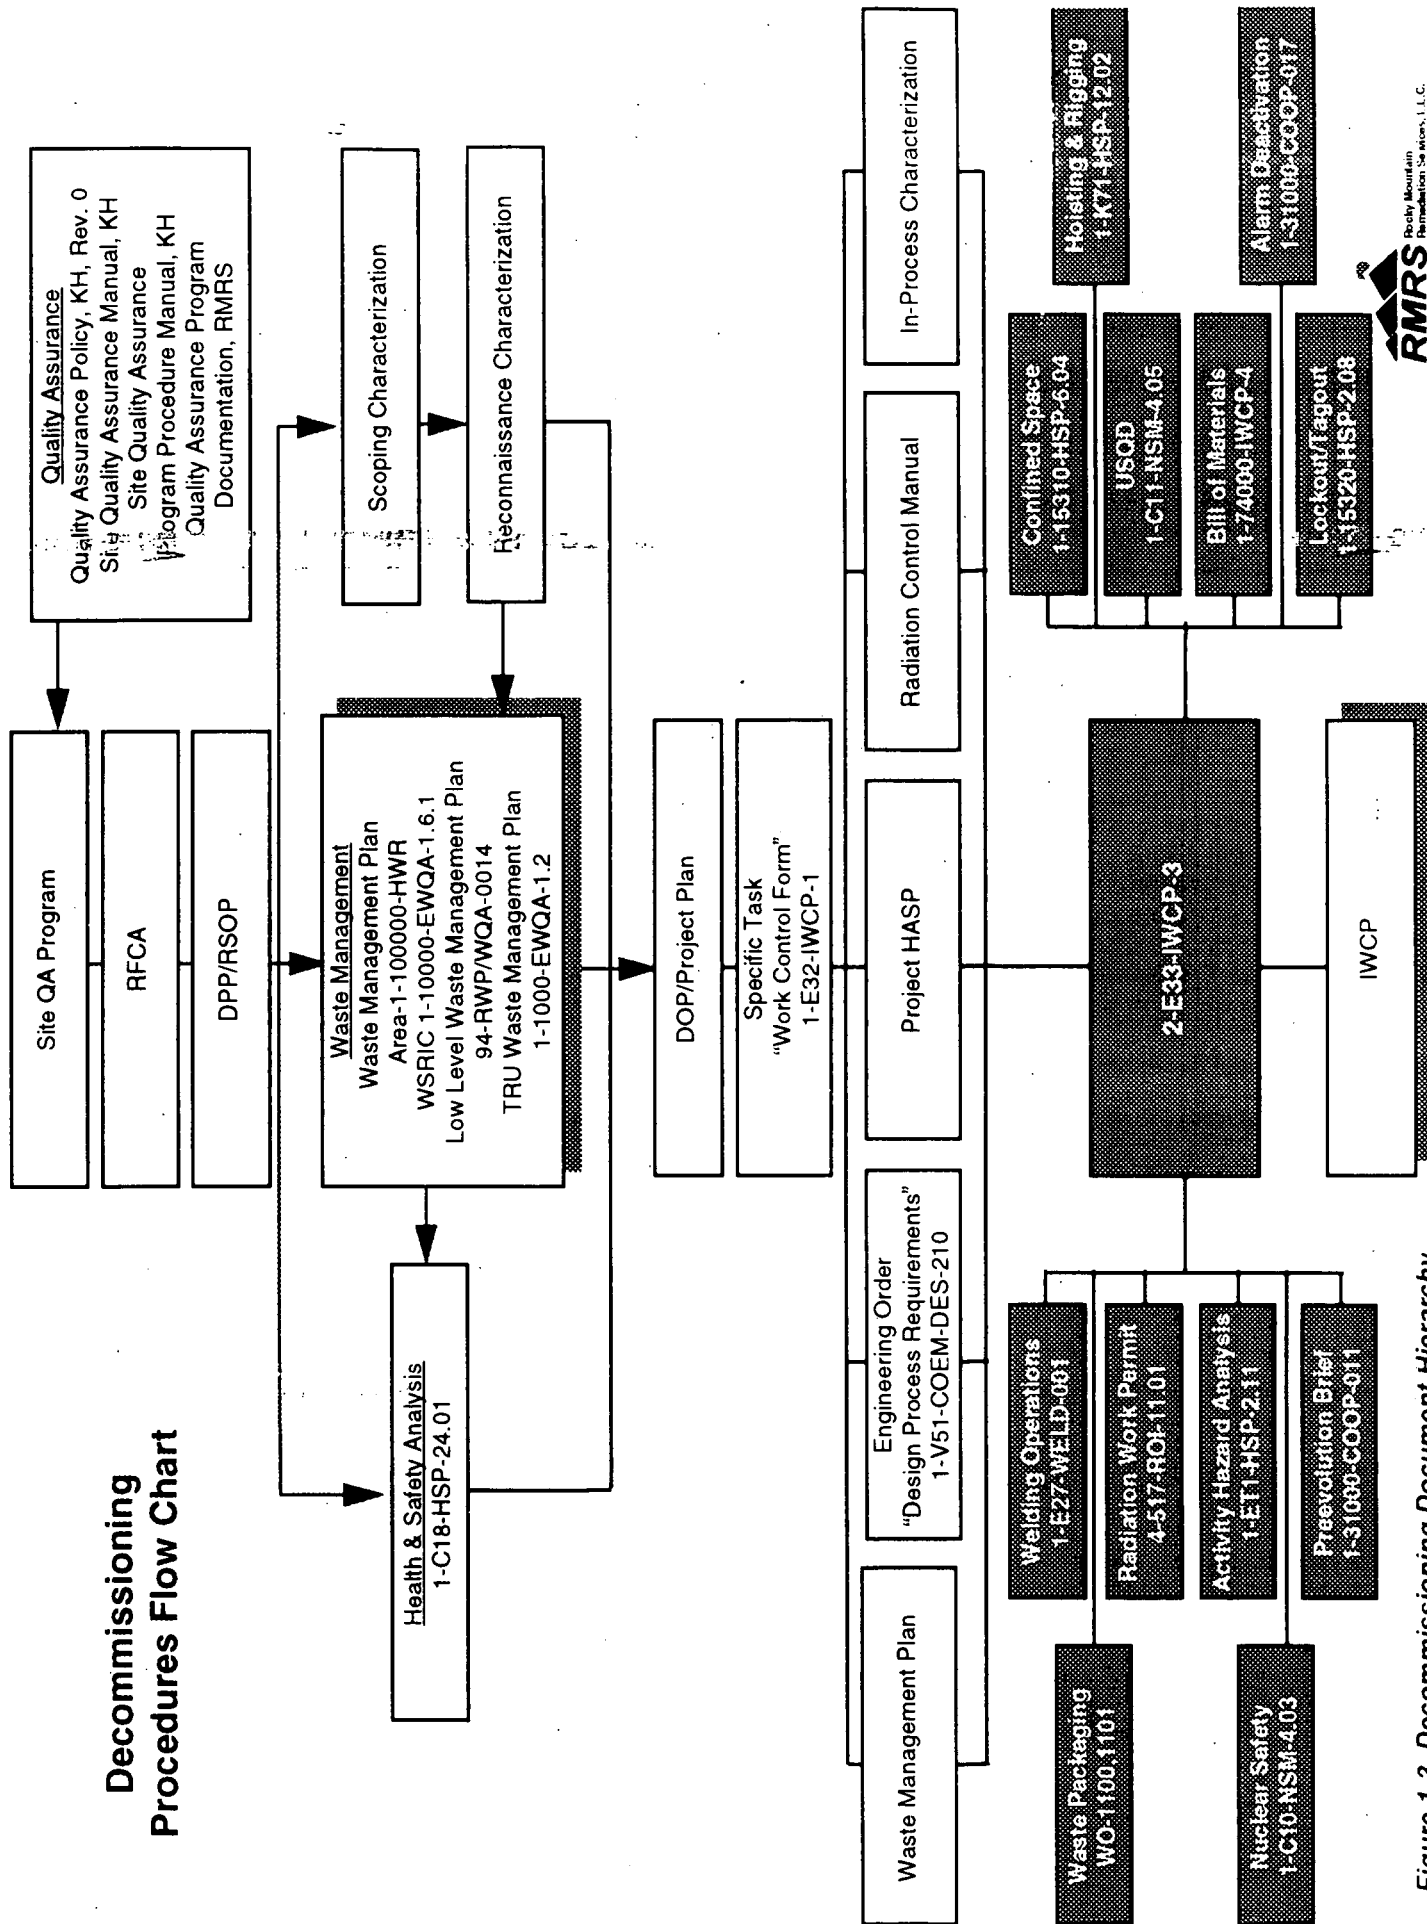 Decommissioning
Procedures Flow Chart
Site QA Program
RFCA
DPP/RSOP
Quality Assurance
Quality Assurance Policy, KH, Rev. 0
Site Quality Assurance Manual, KH
Site Quality Assurance
Program Procedure Manual, KH
Quality Assurance Program
Documentation, RMRS
Health & Safety Analysis
1-C18-HSP-24.01
Waste Management
Waste Management Plan
Area-1-100000-HWR
WSRIC 1-10000-EWQA-1.6.1
Low Level Waste Management Plan
94-RWP/WQA-0014
TRU Waste Management Plan
1-1000-EWQA-1.2
Scoping Characterization
Reconnaissance Characterization
DOP/Project Plan
Specific Task
"Work Control Form"
1-E32-IWCP-1
Waste Management Plan
Engineering Order
"Design Process Requirements"
1-V51-COEM-DES-210
Project HASP
Radiation Control Manual
In-Process Characterization
Waste Packaging
WO-1100.1101
Nuclear Safety
1-C10-NSM-4.03
Welding Operations
1-E27-WELD-001
Radiation Work Permit
4-S17-ROI-11.01
Activity Hazard Analysis
1-ET1-HSP-2.11
Preevolution Brief
1-31000-COOP-011
2-E33-IWCP-3
IWCP
Confined Space
1-15310-HSP-6.04
USQD
1-C11-NSM-4.05
Bill of Materials
1-74000-IWCP-4
Lockout/Tagout
1-15320-HSP-2.08
Hoisting & Rigging
1-K71-HSP-12.02
Alarm Deactivation
1-31000-COOP-017
RMRS
Rocky Mountain
Remediation Services, L.L.C.
Figure 1-3. Decommissioning Document Hierarchy